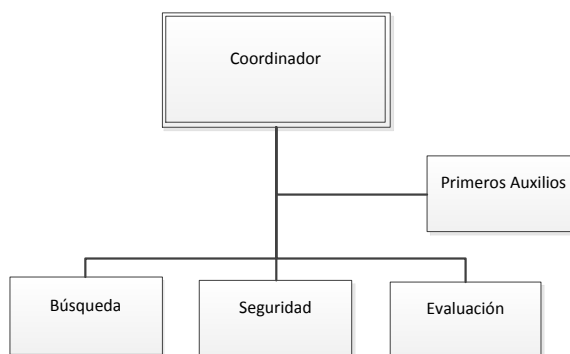 Coordinador
Primeros Auxilios
Búsqueda
Seguridad
Evaluación